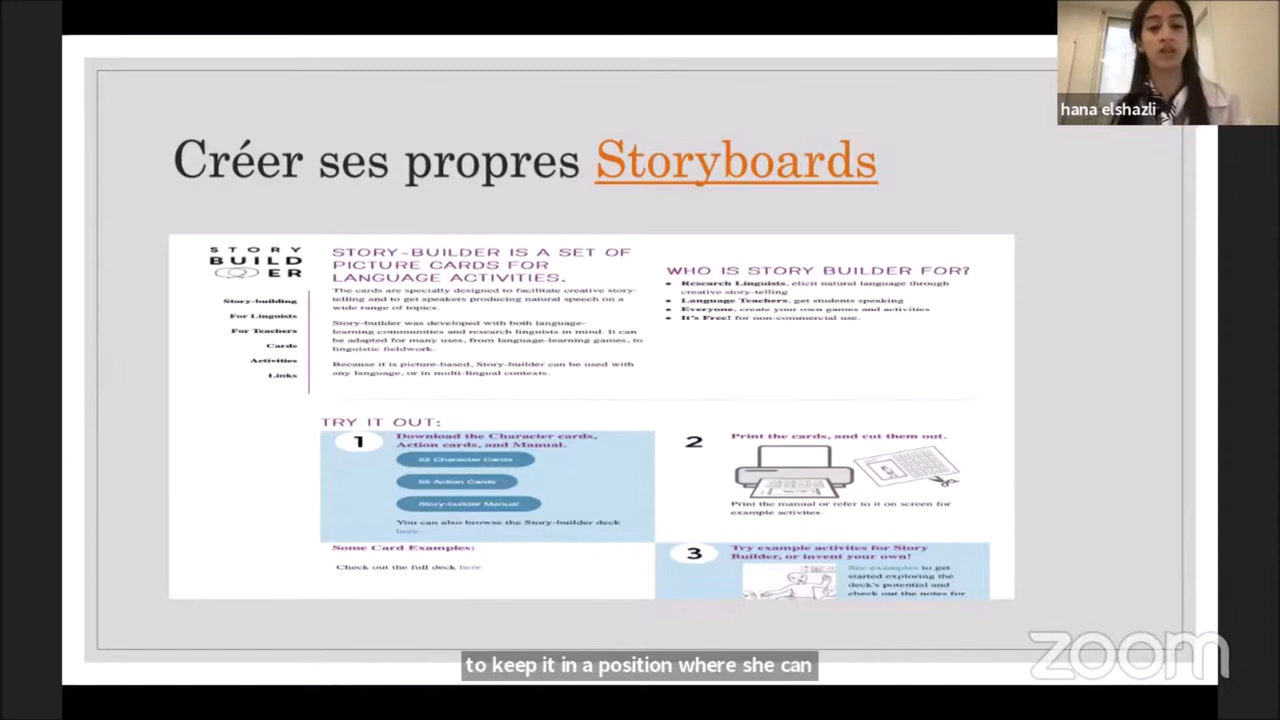 hana elshazli
Créer ses propres Storyboards
STORY
BUILD
ER
Story-building
For Linguists
For Teachers
Cards
Activities
Links
STORY-BUILDER IS A SET OF
PICTURE CARDS FOR
LANGUAGE ACTIVITIES.
The cards are specially designed to facilitate creative story-
telling and to get speakers producing natural speech on a
wide range of topics.
Story-builder was developed with both language-
learning communities and research linguists in mind. It can
be adapted for many uses, from language-learning games, to
linguistic fieldwork.
Because it is picture-based, Story-builder can be used with
any language, or in multi-lingual contexts.
WHO IS STORY BUILDER FOR?
Research Linguists, elicit natural language through
creative story-telling
Language Teachers, get students speaking
Everyone, create your own games and activities
It's Free! for non-commercial use.
TRY IT OUT:
1
Download the Character cards,
Action cards, and Manual.
22 Character Cards
55 Action Cards
Story-builder Manual
You can also browse the Story-builder deck
here
2
Print the cards, and cut them out.
Print the manual or refer to it on screen for
example activites.
Some Card Examples:
Check out the full deck here
3
Try example activites for Story
Builder, or invent your own!
See examples to get
started exploring the
deck's potential and
check out the notes for
to keep it in a position where she can
zoom